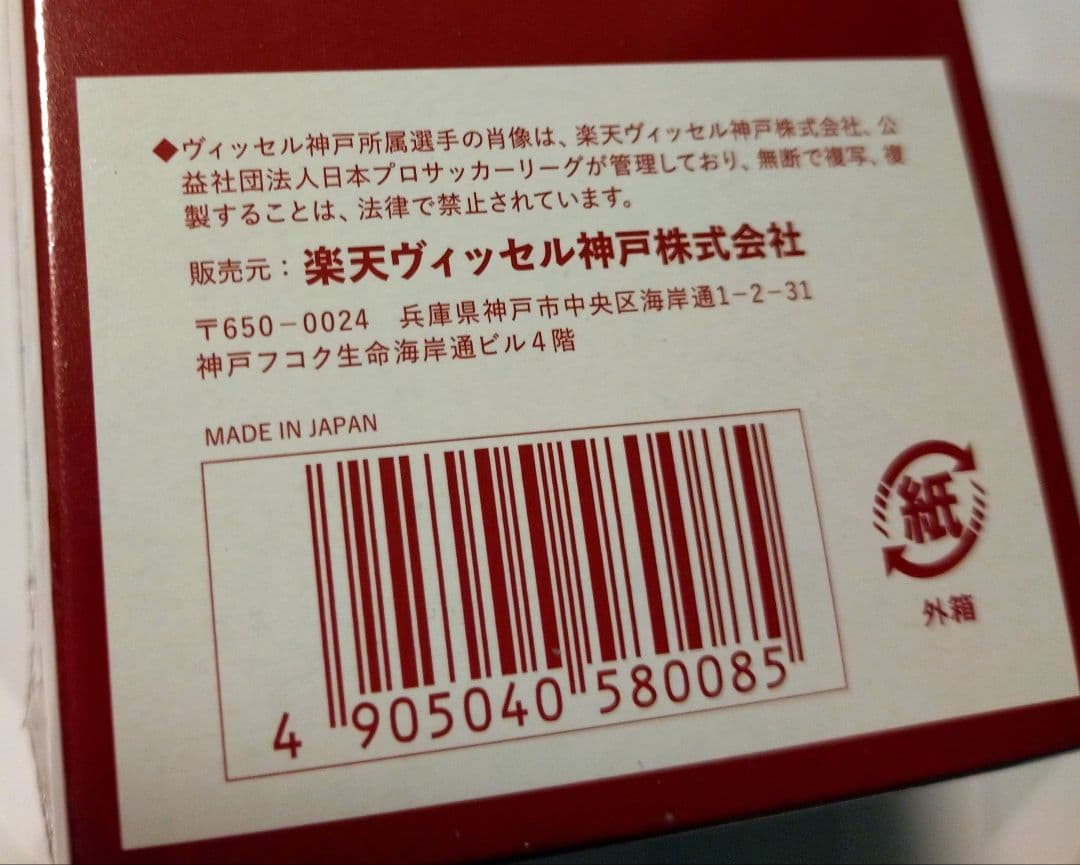 ◆ヴィッセル神戸所属選手の肖像は、楽天ヴィッセル神戸株式会社、公
益社団法人日本プロサッカーリーグが管理しており、無断で複写、複
製することは、法律で禁止されています。
販売元：楽天ヴィッセル神戸株式会社
〒650－0024　兵庫県神戸市中央区海岸通1－2－31
神戸フコク生命海岸通ビル４階
MADE IN JAPAN
紙
外箱
4 905040 580085